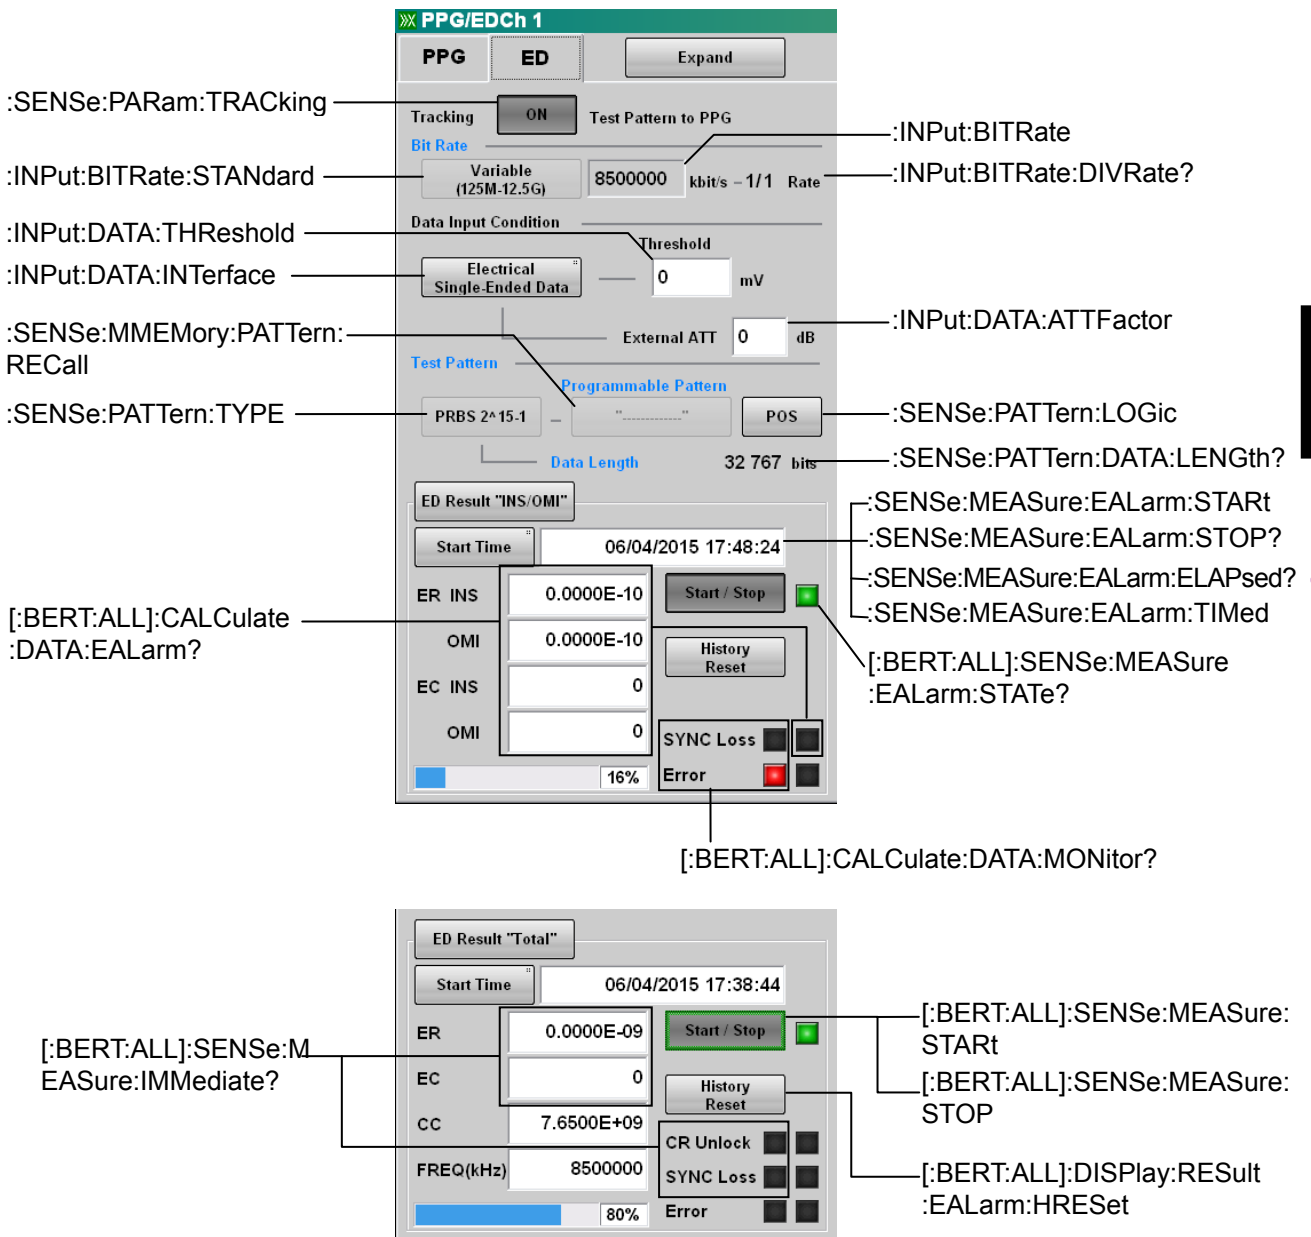 PPG/EDCh 1
PPG
ED
Expand
:SENSe:PARam:TRACking
Tracking
ON
Test Pattern to PPG
:INPut:BITRate
Bit Rate
:INPut:BITRate:STANdard
Variable
(125M-12.5G)
8500000
kbit/s
1/1
Rate
:INPut:BITRate:DIVRate?
Data Input Condition
:INPut:DATA:THReshold
Threshold
:INPut:DATA:INTerface
Electrical
Single-Ended Data
0
mV
:SENSe:MMEMory:PATTern:
RECall
External ATT
0
dB
:INPut:DATA:ATTFactor
Test Pattern
Programmable Pattern
:SENSe:PATTern:TYPE
PRBS 2^15-1
"------------"
POS
:SENSe:PATTern:LOGic
Data Length
32 767 bits
:SENSe:PATTern:DATA:LENGth?
ED Result "INS/OMI"
Start Time
06/04/2015 17:48:24
:SENSe:MEASure:EALarm:STARt
:SENSe:MEASure:EALarm:STOP?
:SENSe:MEASure:EALarm:ELAPsed?
:SENSe:MEASure:EALarm:TIMed
[:BERT:ALL]:CALCulate
:DATA:EALarm?
ER INS
0.0000E-10
Start / Stop
OMI
0.0000E-10
History
Reset
[:BERT:ALL]:SENSe:MEASure
:EALarm:STATe?
EC INS
0
OMI
0
SYNC Loss
16%
Error
[:BERT:ALL]:CALCulate:DATA:MONitor?
ED Result "Total"
Start Time
06/04/2015 17:38:44
ER
0.0000E-09
Start / Stop
[:BERT:ALL]:SENSe:MEASure:
STARt
[:BERT:ALL]:SENSe:M
EASure:IMMediate?
EC
0
History
Reset
[:BERT:ALL]:SENSe:MEASure:
STOP
CC
7.6500E+09
CR Unlock
FREQ(kHz)
8500000
SYNC Loss
[:BERT:ALL]:DISPlay:RESult
:EALarm:HRESet
80%
Error